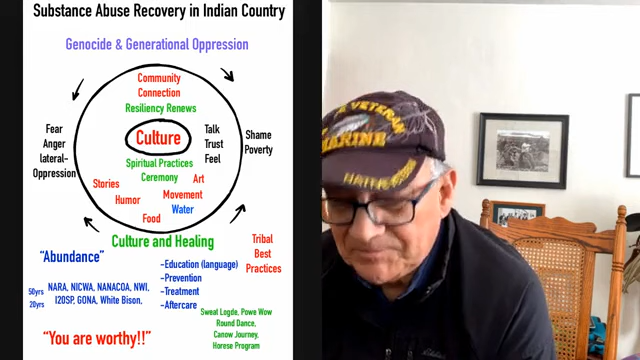 Substance Abuse Recovery in Indian Country
Genocide & Generational Oppression
Community
Connection
Resiliency Renews
Culture
Talk
Trust
Feel
Fear
Anger
lateral-
Oppression
Shame
Poverty
Spiritual Practices
Ceremony
Stories
Art
Humor
Movement
Water
Food
Culture and Healing
"Abundance"
50yrs NARA, NICWA, NANACOA, NWI,
20yrs I20SP, GONA, White Bison,
-Education (language)
-Prevention
-Treatment
-Aftercare
Tribal
Best
Practices
"You are worthy!!"
Sweat Logde, Powe Wow
Round Dance,
Canow Journey,
Horese Program
VETERAN
MARINE